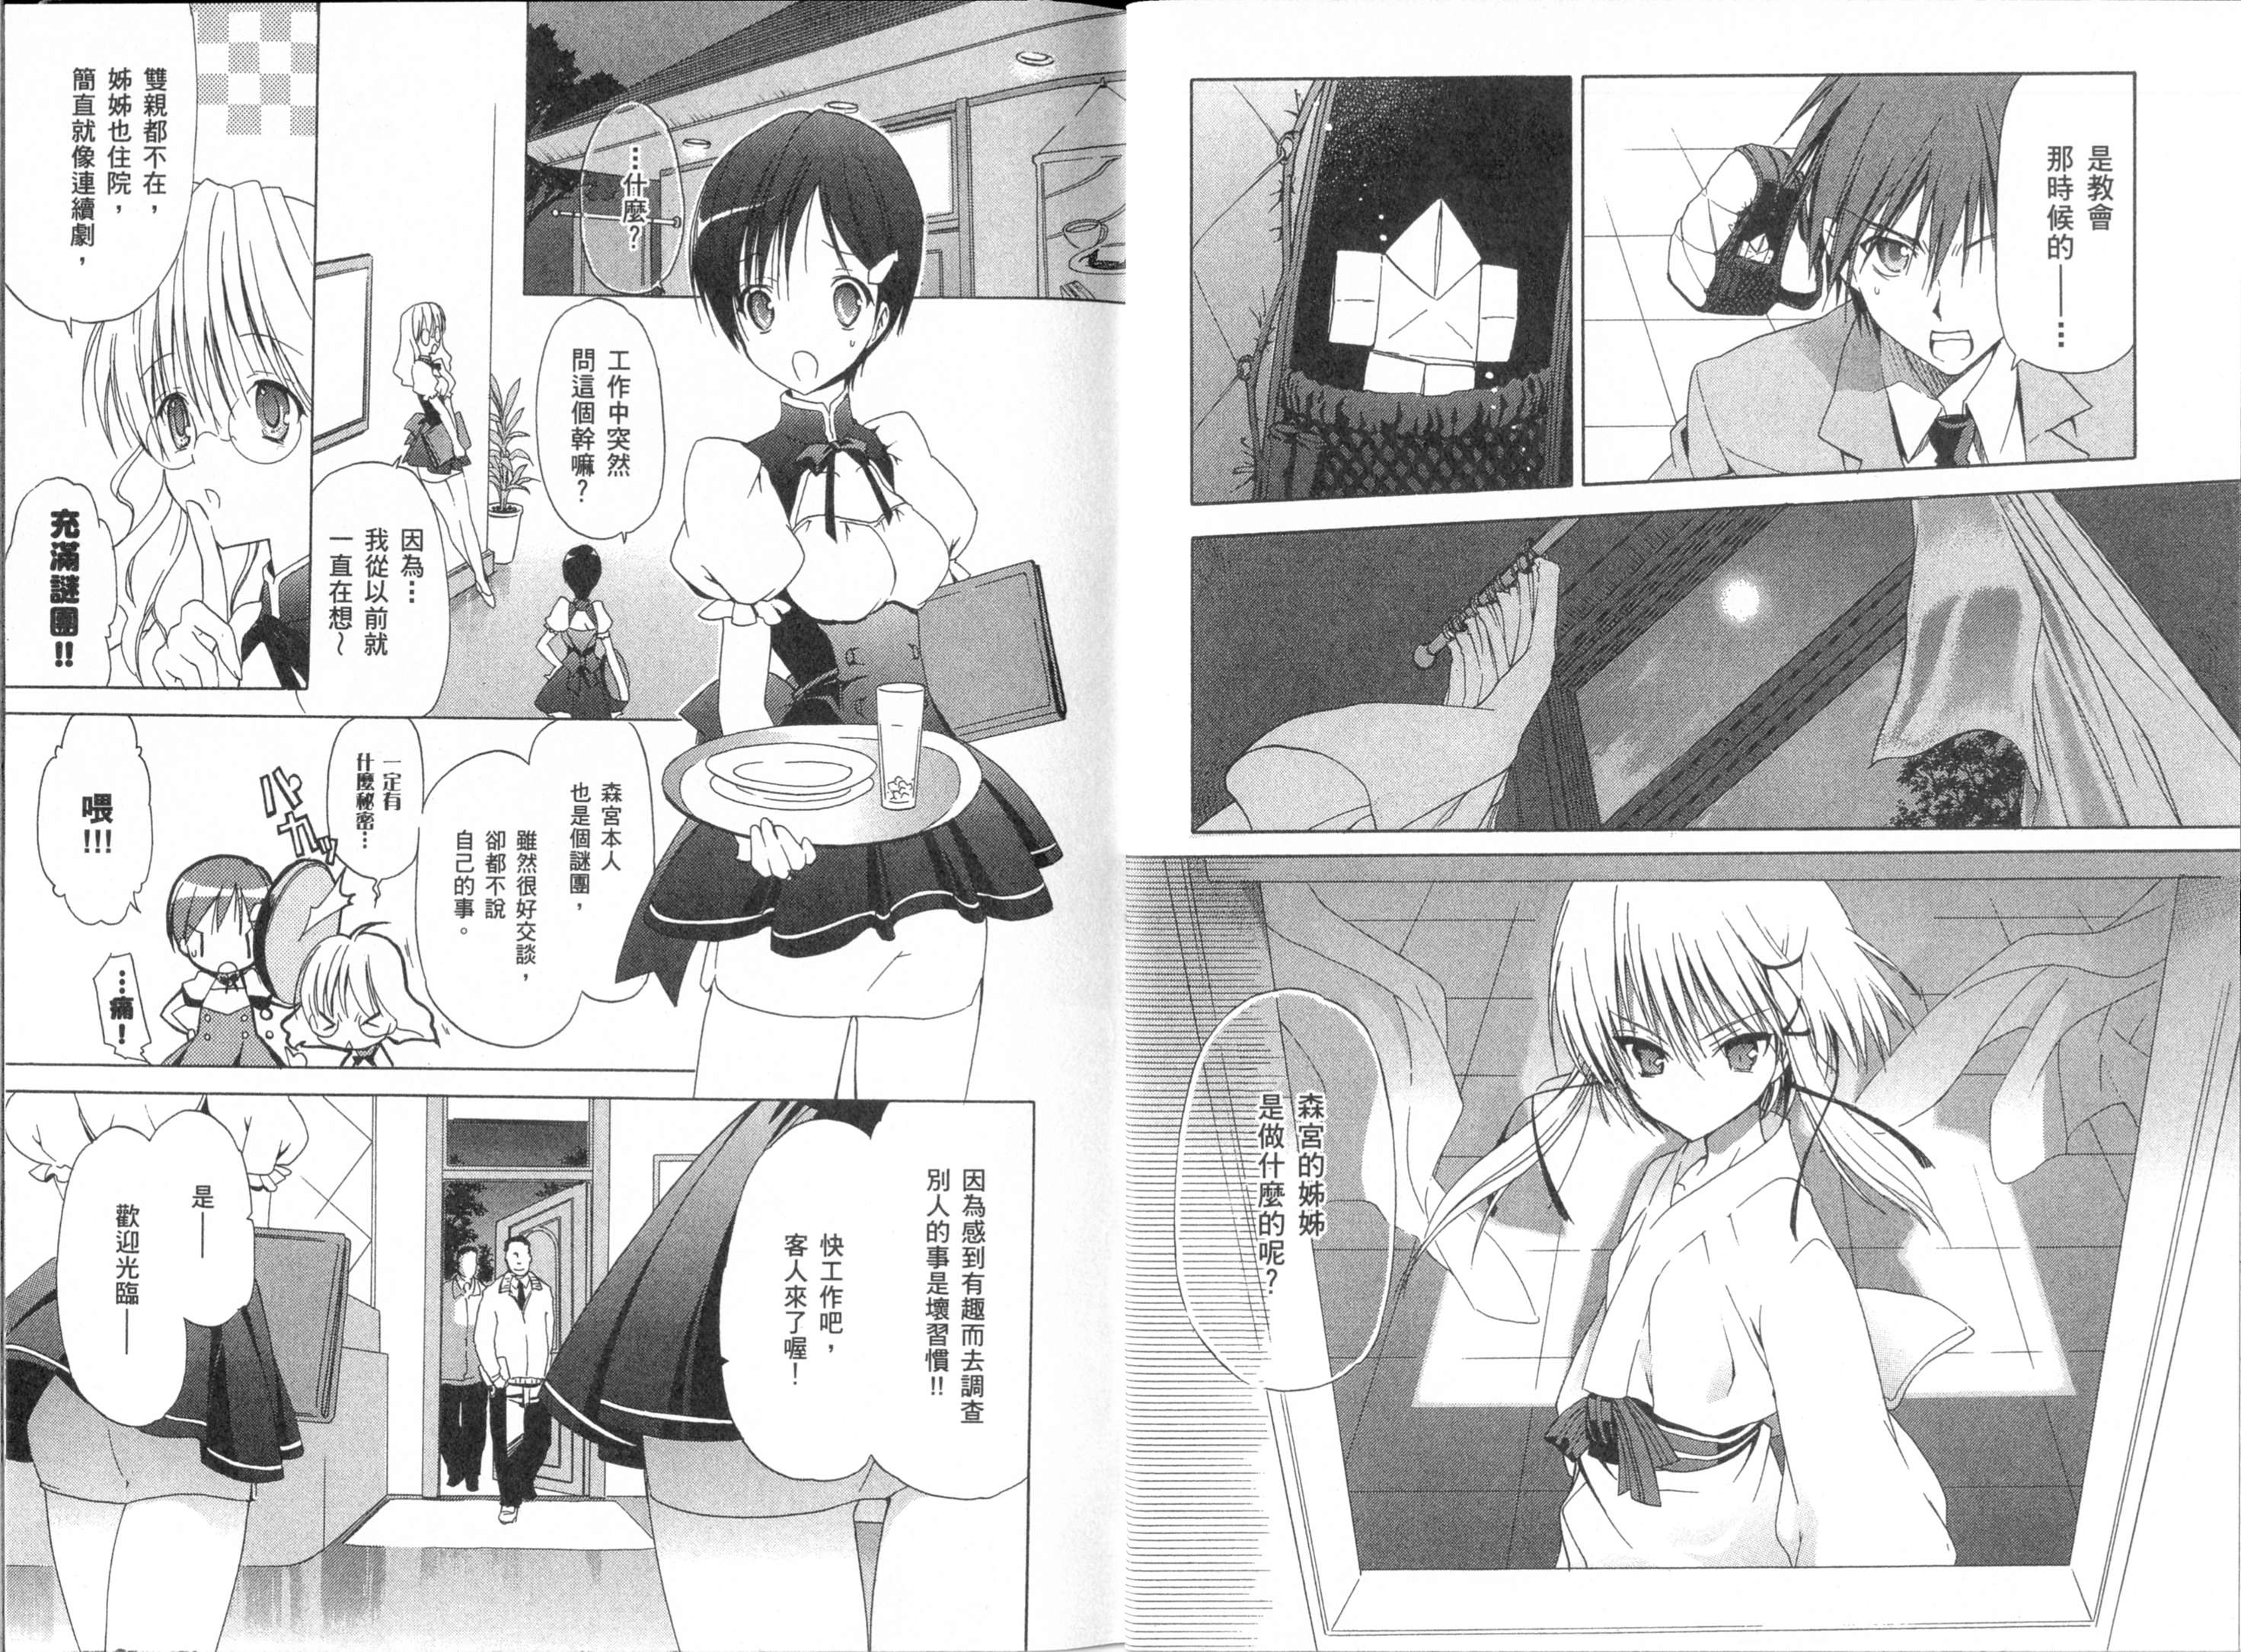 是教會
那時候的——…
森宮的姊姊
是做什麼的呢？
…什麼？
工作中突然
問這個幹嘛？
因為…
我從以前就
一直在想～
雙親都不在，
姊姊也住院，
簡直就像連續劇，
充滿謎團!!
森宮本人
也是個謎團，
雖然很好交談，
卻都不說
自己的事。
一定有
什麼秘密…
パカッ
喂!!!
…痛！
因為感到有趣而去調查
別人的事是壞習慣!!
快工作吧，
客人來了喔！
是——
歡迎光臨——